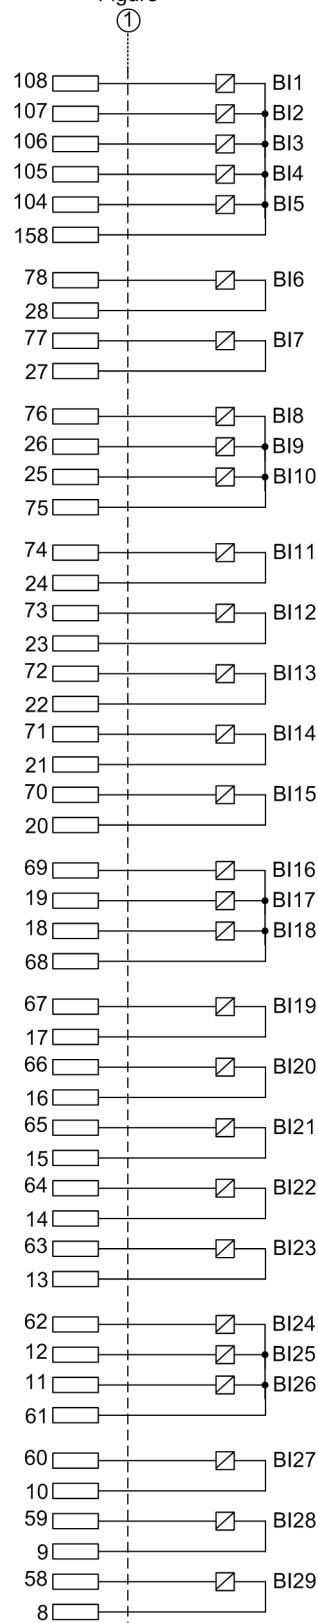 1
108 BI1
107 BI2
106 BI3
105 BI4
104 BI5
158
78 BI6
28
77 BI7
27
76 BI8
26 BI9
25 BI10
75
74 BI11
24
73 BI12
23
72 BI13
22
71 BI14
21
70 BI15
20
69 BI16
19 BI17
18 BI18
68
67 BI19
17
66 BI20
16
65 BI21
15
64 BI22
14
63 BI23
13
62 BI24
12 BI25
11 BI26
61
60 BI27
10
59 BI28
9
58 BI29
8